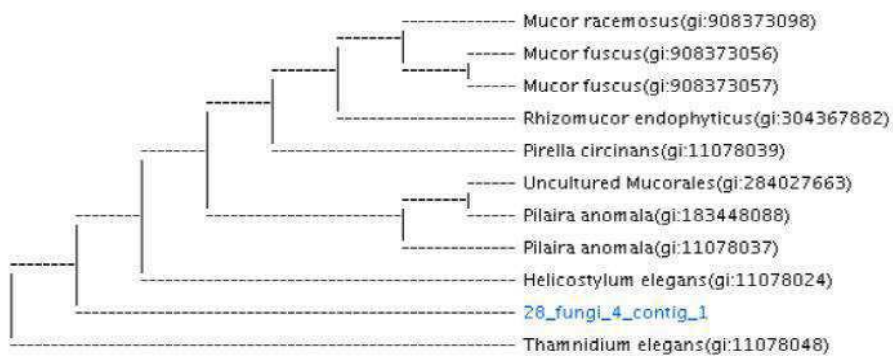 Mucor racemosus(gi:908373098)
Mucor fuscus(gi:908373056)
Mucor fuscus(gi:908373057)
Rhizomucor endophyticus(gi:304367882)
Pirella circinans(gi:11078039)
Uncultured Mucorales(gi:284027663)
Pilaira anomala(gi:183448088)
Pilaira anomala(gi:11078037)
Helicostylum elegans(gi:11078024)
28_fungi_4_contig_1
Thamnidium elegans(gi:11078048)